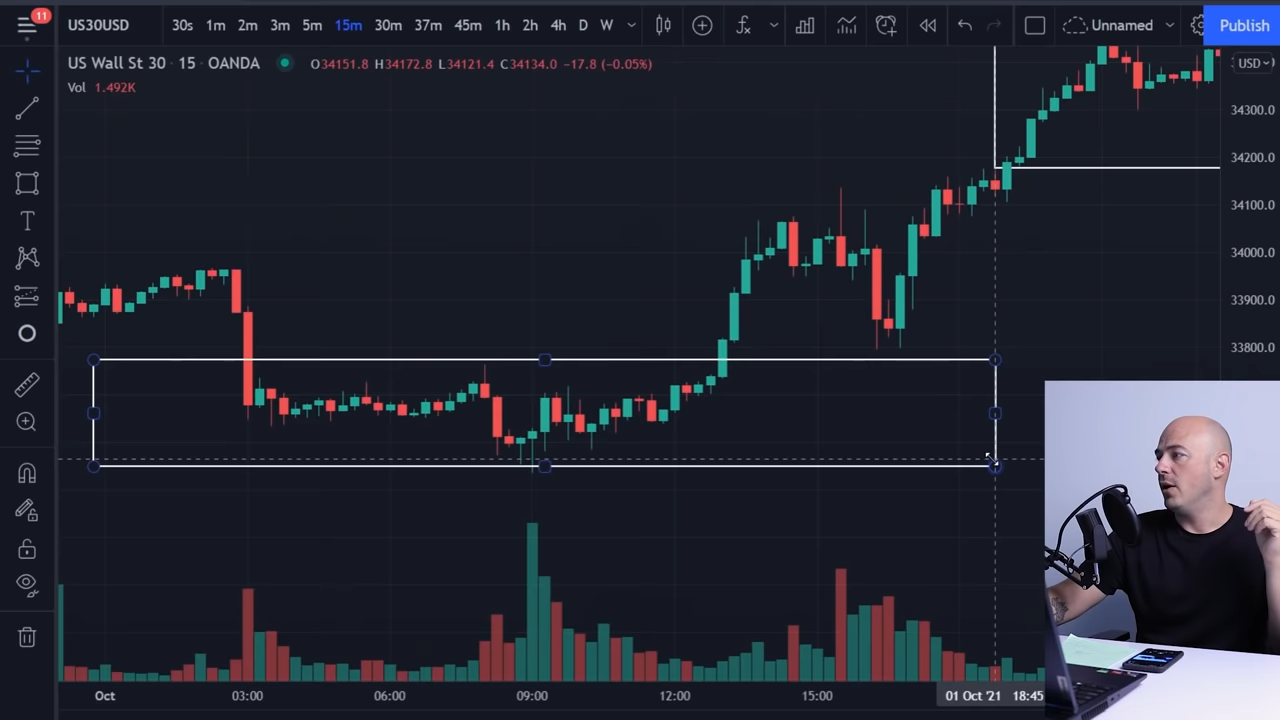 11
US30USD 30s 1m 2m 3m 5m 15m 30m 37m 45m 1h 2h 4h D W Unnamed Publish
US Wall St 30 · 15 · OANDA O34151.8 H34172.8 L34121.4 C34134.0 −17.8 (−0.05%)
USD
Vol 1.492K
34300.0
34200.0
34100.0
34000.0
33900.0
33800.0
Oct 03:00 06:00 09:00 12:00 15:00 01 Oct '21 18:45